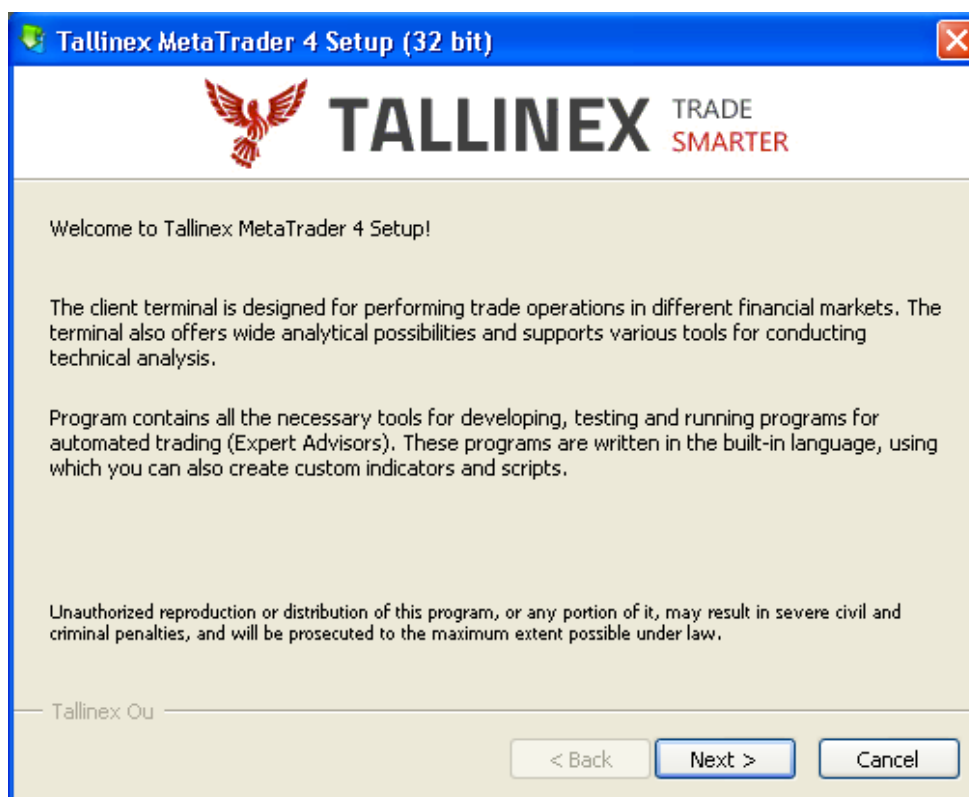 Tallinex MetaTrader 4 Setup (32 bit)
TALLINEX
TRADE
SMARTER
Welcome to Tallinex MetaTrader 4 Setup!
The client terminal is designed for performing trade operations in different financial markets. The
terminal also offers wide analytical possibilities and supports various tools for conducting
technical analysis.
Program contains all the necessary tools for developing, testing and running programs for
automated trading (Expert Advisors). These programs are written in the built-in language, using
which you can also create custom indicators and scripts.
Unauthorized reproduction or distribution of this program, or any portion of it, may result in severe civil and
criminal penalties, and will be prosecuted to the maximum extent possible under law.
Tallinex Ou
< Back
Next >
Cancel